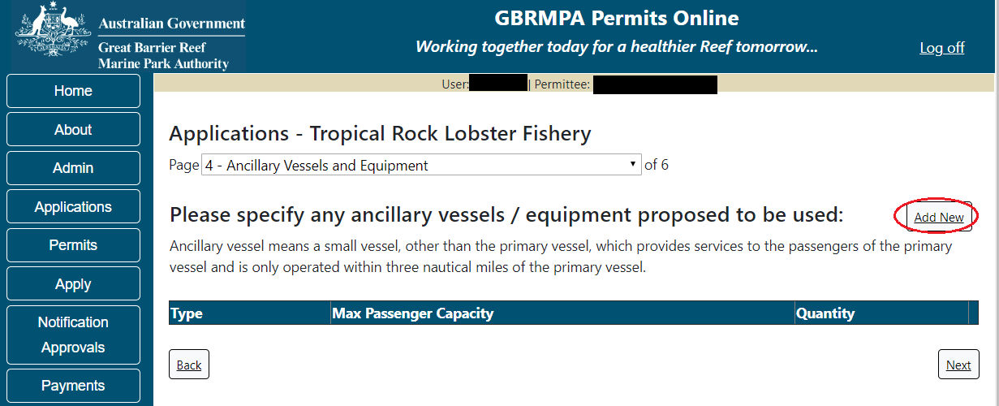 Australian Government
Great Barrier Reef
Marine Park Authority
GBRMPA Permits Online
Working together today for a healthier Reef tomorrow...
Log off
Home
About
Admin
Applications
Permits
Apply
Notification
Approvals
Payments
User: | Permittee:
Applications - Tropical Rock Lobster Fishery
Page 4 - Ancillary Vessels and Equipment of 6
Please specify any ancillary vessels / equipment proposed to be used:
Add New
Ancillary vessel means a small vessel, other than the primary vessel, which provides services to the passengers of the primary
vessel and is only operated within three nautical miles of the primary vessel.
Type Max Passenger Capacity Quantity
Back
Next